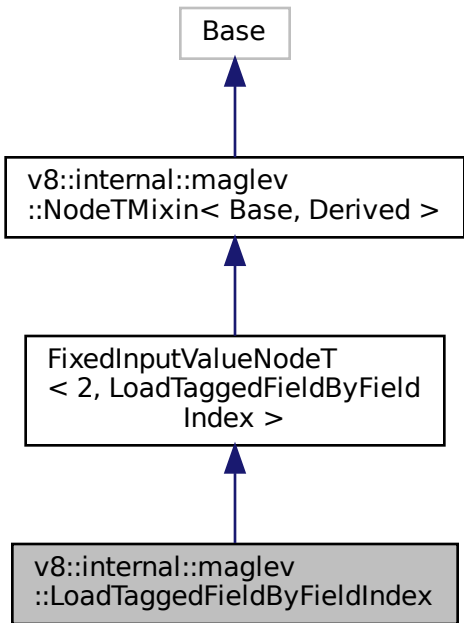 Base
v8::internal::maglev
::NodeTMixin< Base, Derived >
FixedInputValueNodeT
< 2, LoadTaggedFieldByField
Index >
v8::internal::maglev
::LoadTaggedFieldByFieldIndex